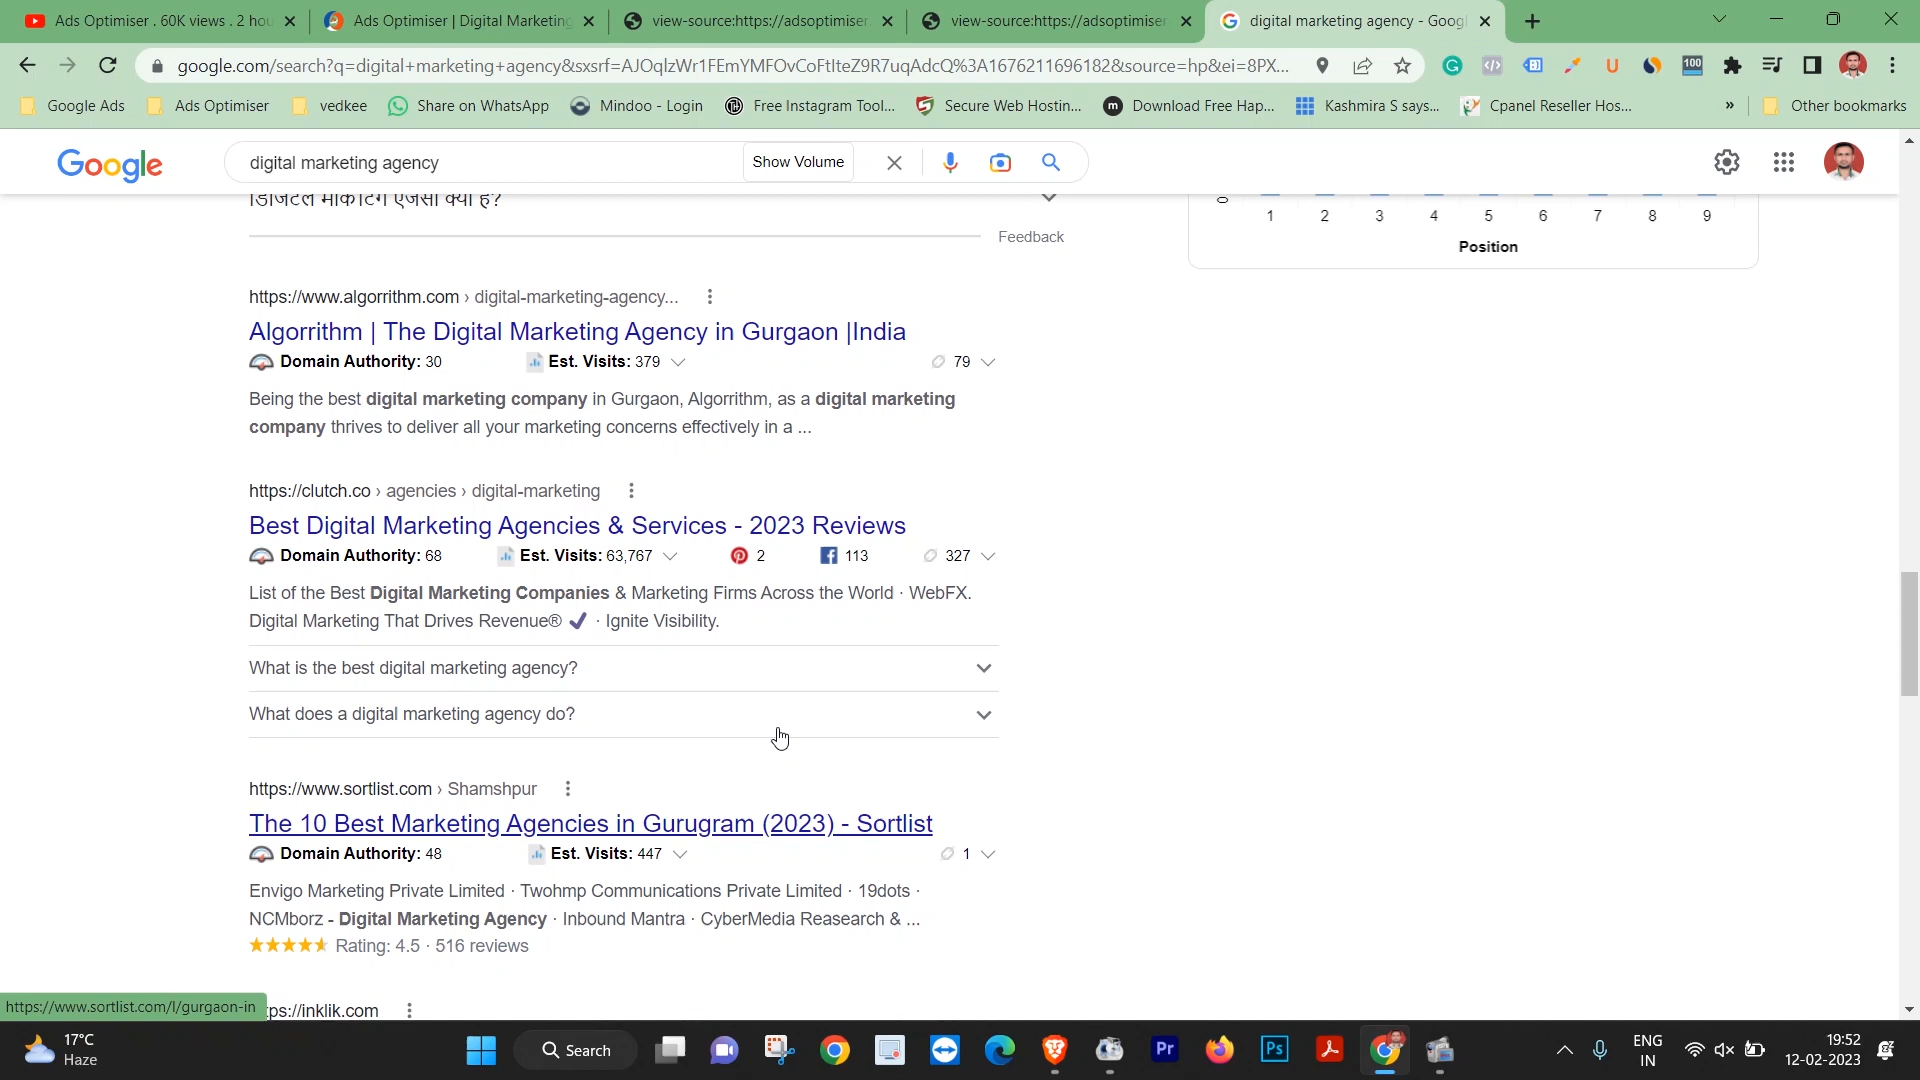 Ads Optimiser . 60K views . 2 hou
Ads Optimiser | Digital Marketing
view-source:https://adsoptimiser
view-source:https://adsoptimiser
digital marketing agency - Goog
google.com/search?q=digital+marketing+agency&sxsrf=AJOqlzWr1FEmYMFOvCoFtIteZ9R7uqAdcQ%3A1676211696182&source=hp&ei=8PX...
100
Google Ads
Ads Optimiser
vedkee
Share on WhatsApp
Mindoo - Login
Free Instagram Tool...
Secure Web Hostin...
Download Free Hap...
Kashmira S says...
Cpanel Reseller Hos...
»
Other bookmarks
Google
digital marketing agency
Show Volume
डिजिटल मार्केटिंग एजेंसी क्या है?
Feedback
0
1 2 3 4 5 6 7 8 9
Position
https://www.algorrithm.com › digital-marketing-agency...
Algorrithm | The Digital Marketing Agency in Gurgaon |India
Domain Authority: 30 Est. Visits: 379 79
Being the best digital marketing company in Gurgaon, Algorrithm, as a digital marketing
company thrives to deliver all your marketing concerns effectively in a ...
https://clutch.co › agencies › digital-marketing
Best Digital Marketing Agencies & Services - 2023 Reviews
Domain Authority: 68 Est. Visits: 63,767 2 113 327
List of the Best Digital Marketing Companies & Marketing Firms Across the World · WebFX.
Digital Marketing That Drives Revenue® ✔ · Ignite Visibility.
What is the best digital marketing agency?
What does a digital marketing agency do?
https://www.sortlist.com › Shamshpur
The 10 Best Marketing Agencies in Gurugram (2023) - Sortlist
Domain Authority: 48 Est. Visits: 447 1
Envigo Marketing Private Limited · Twohmp Communications Private Limited · 19dots ·
NCMborz - Digital Marketing Agency · Inbound Mantra · CyberMedia Reasearch & ...
Rating: 4.5 · 516 reviews
https://www.sortlist.com/l/gurgaon-in
tps://inklik.com
17°C
Haze
Search
Pr
Ps
ENG
IN
19:52
12-02-2023